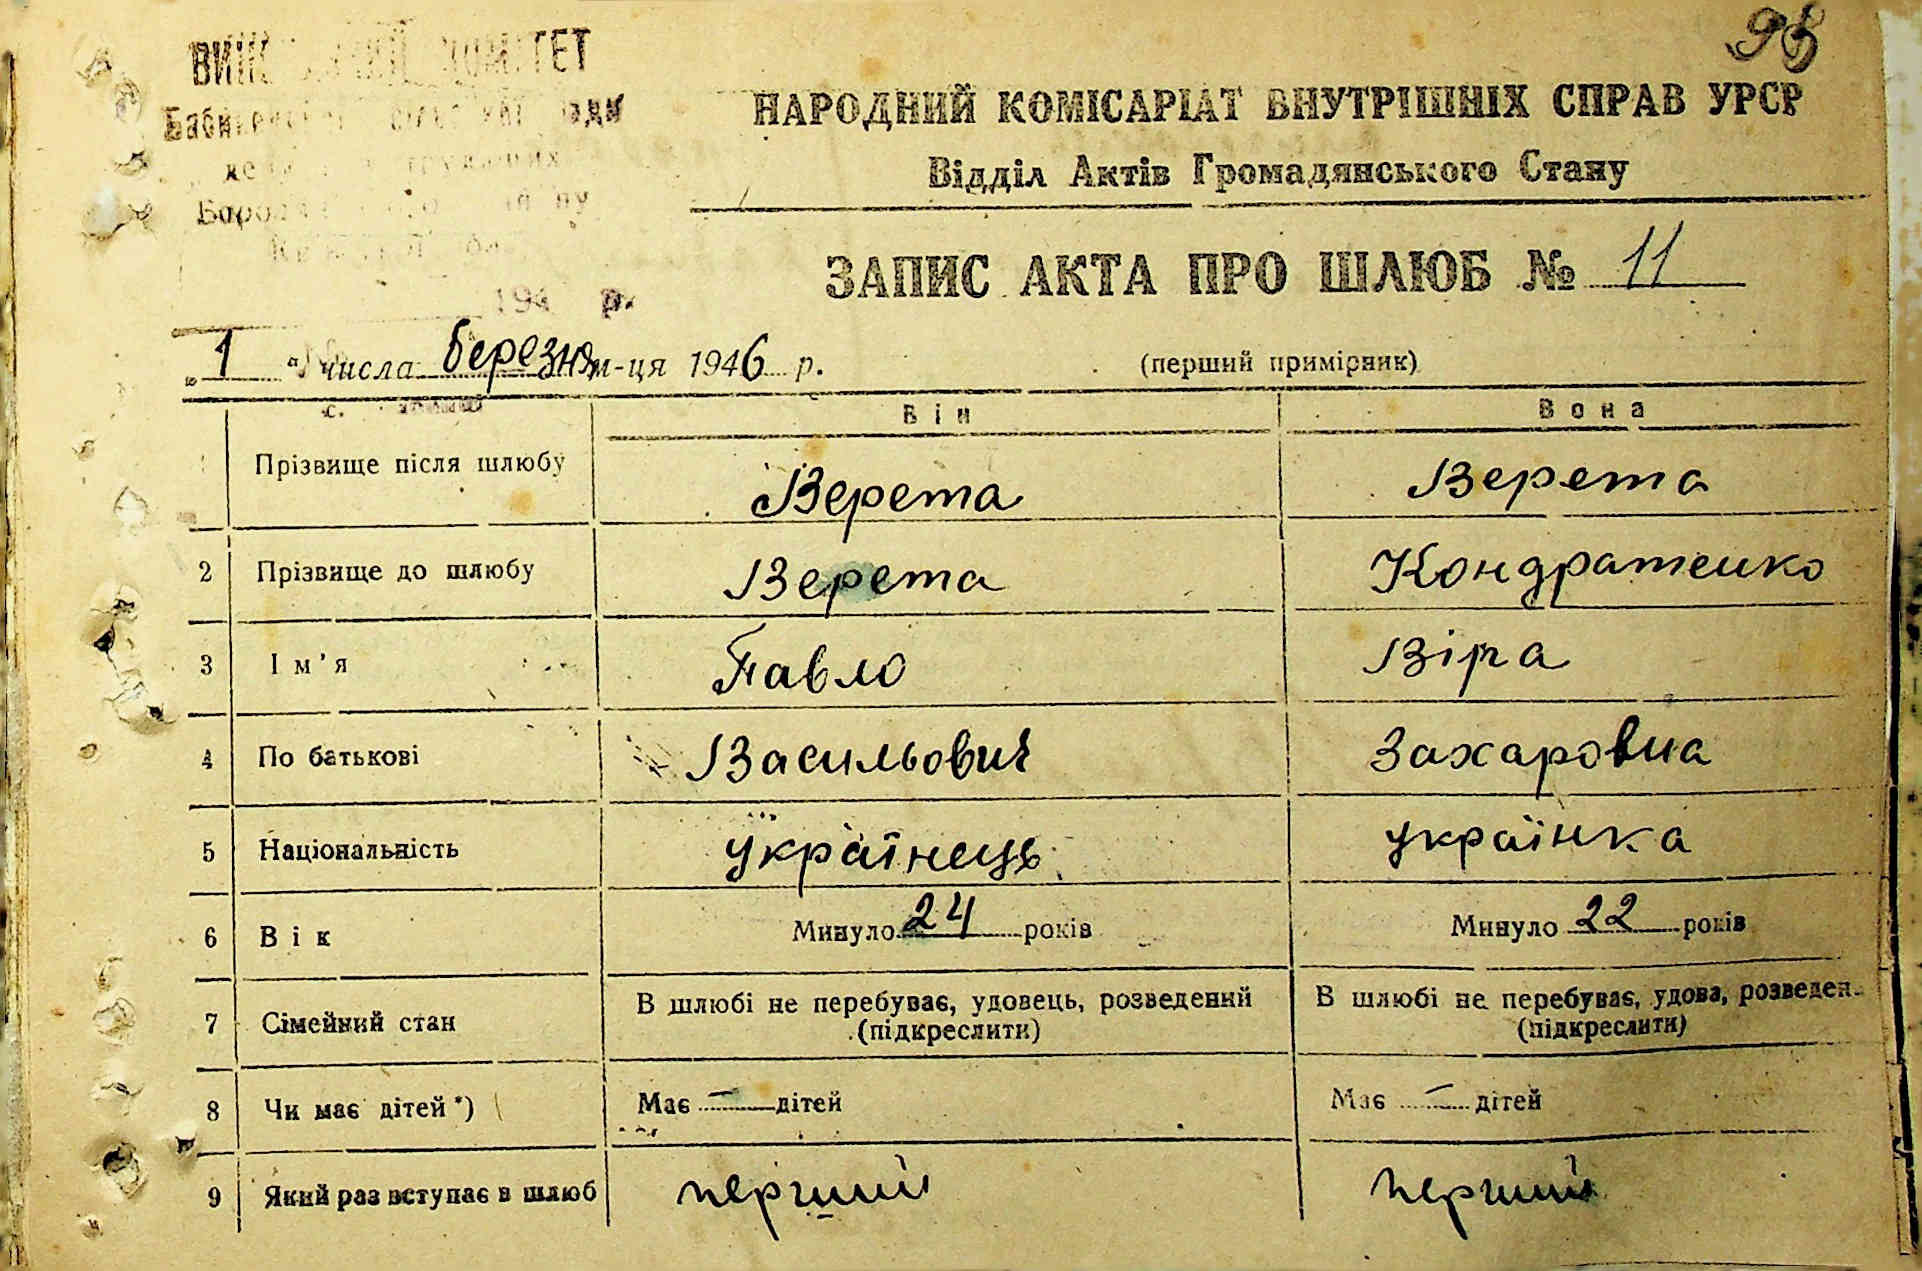 98
НАРОДНИЙ КОМІСАРІАТ ВНУТРІШНІХ СПРАВ УРСР
Відділ Актів Громадянського Стану
194 р.
ЗАПИС АКТА ПРО ШЛЮБ № 11
„ 1 " числа березня м-ця 1946 р. (перший примірник)
Він Вона
Прізвище після шлюбу Верета Верета
2 Прізвище до шлюбу Верета Кондратенко
3 Ім'я Павло Віра
4 По батькові Васильович Захаровна
5 Національність українець українка
6 Вік Минуло 24 років Минуло 22 років
7 Сімейний стан В шлюбі не перебуває, удовець, розведений (підкреслити) В шлюбі не перебуває, удова, розведен (підкреслити)
8 Чи має дітей *) Має — дітей Має — дітей
9 Який раз вступає в шлюб перший перший